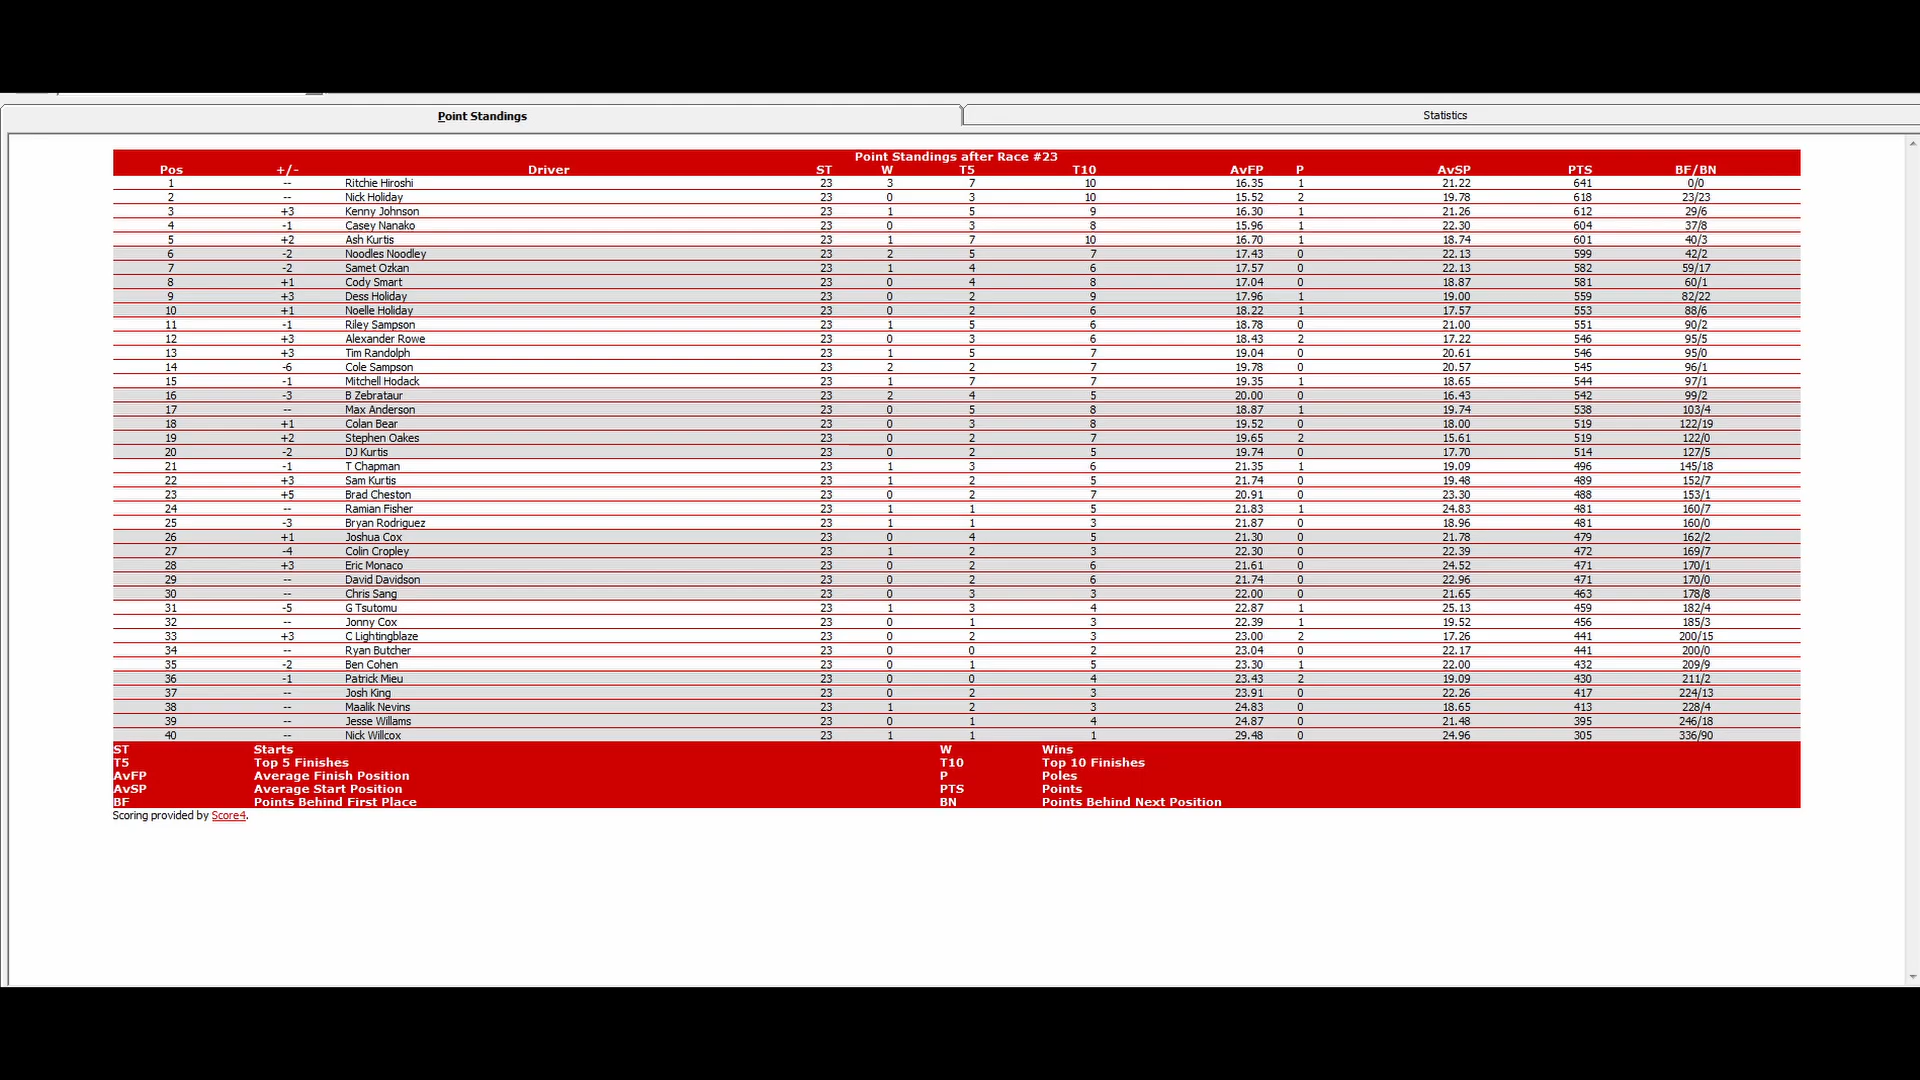 Point Standings Statistics
Point Standings after Race #23
Pos +/- Driver ST W T5 T10 AvFP P AvSP PTS BF/BN
1 -- Ritchie Hiroshi 23 3 7 10 16.35 1 21.22 641 0/0
2 -- Nick Holiday 23 0 3 10 15.52 2 19.78 618 23/23
3 +3 Kenny Johnson 23 1 5 9 16.30 1 21.26 612 29/6
4 -1 Casey Nanako 23 0 3 8 15.96 1 22.30 604 37/8
5 +2 Ash Kurtis 23 1 7 10 16.70 1 18.74 601 40/3
6 -2 Noodles Noodley 23 2 5 7 17.43 0 22.13 599 42/2
7 -2 Samet Ozkan 23 1 4 6 17.57 0 22.13 582 59/17
8 +1 Cody Smart 23 0 4 8 17.04 0 18.87 581 60/1
9 +3 Dess Holiday 23 0 2 9 17.96 1 19.00 559 82/22
10 +1 Noelle Holiday 23 0 2 6 18.22 1 17.57 553 88/6
11 -1 Riley Sampson 23 1 5 6 18.78 0 21.00 551 90/2
12 +3 Alexander Rowe 23 0 3 6 18.43 2 17.22 546 95/5
13 +3 Tim Randolph 23 1 5 7 19.04 0 20.61 546 95/0
14 -6 Cole Sampson 23 2 2 7 19.78 0 20.57 545 96/1
15 -1 Mitchell Hodack 23 1 7 7 19.35 1 18.65 544 97/1
16 -3 B Zebrataur 23 2 4 5 20.00 0 16.43 542 99/2
17 -- Max Anderson 23 0 5 8 18.87 1 19.74 538 103/4
18 +1 Colan Bear 23 0 3 8 19.52 0 18.00 519 122/19
19 +2 Stephen Oakes 23 0 2 7 19.65 2 15.61 519 122/0
20 -2 DJ Kurtis 23 0 2 5 19.74 0 17.70 514 127/5
21 -1 T Chapman 23 1 3 6 21.35 1 19.09 496 145/18
22 +3 Sam Kurtis 23 1 2 5 21.74 0 19.48 489 152/7
23 +5 Brad Cheston 23 0 2 7 20.91 0 23.30 488 153/1
24 -- Ramian Fisher 23 1 1 5 21.83 1 24.83 481 160/7
25 -3 Bryan Rodriguez 23 1 1 3 21.87 0 18.96 481 160/0
26 +1 Joshua Cox 23 0 4 5 21.30 0 21.78 479 162/2
27 -4 Colin Cropley 23 1 2 3 22.30 0 22.39 472 169/7
28 +3 Eric Monaco 23 0 2 6 21.61 0 24.52 471 170/1
29 -- David Davidson 23 0 2 6 21.74 0 22.96 471 170/0
30 -- Chris Sang 23 0 3 3 22.00 0 21.65 463 178/8
31 -5 G Tsutomu 23 1 3 4 22.87 1 25.13 459 182/4
32 -- Jonny Cox 23 0 1 3 22.39 1 19.52 456 185/3
33 +3 C Lightingblaze 23 0 2 3 23.00 2 17.26 441 200/15
34 -- Ryan Butcher 23 0 0 2 23.04 0 22.17 441 200/0
35 -2 Ben Cohen 23 0 1 5 23.30 1 22.00 432 209/9
36 -1 Patrick Mieu 23 0 0 4 23.43 2 19.09 430 211/2
37 -- Josh King 23 0 2 3 23.91 0 22.26 417 224/13
38 -- Maalik Nevins 23 1 2 3 24.83 0 18.65 413 228/4
39 -- Jesse Willams 23 0 1 4 24.87 0 21.48 395 246/18
40 -- Nick Willcox 23 1 1 1 29.48 0 24.96 305 336/90
ST Starts W Wins
T5 Top 5 Finishes T10 Top 10 Finishes
AvFP Average Finish Position P Poles
AvSP Average Start Position PTS Points
BF Points Behind First Place BN Points Behind Next Position
Scoring provided by Score4.